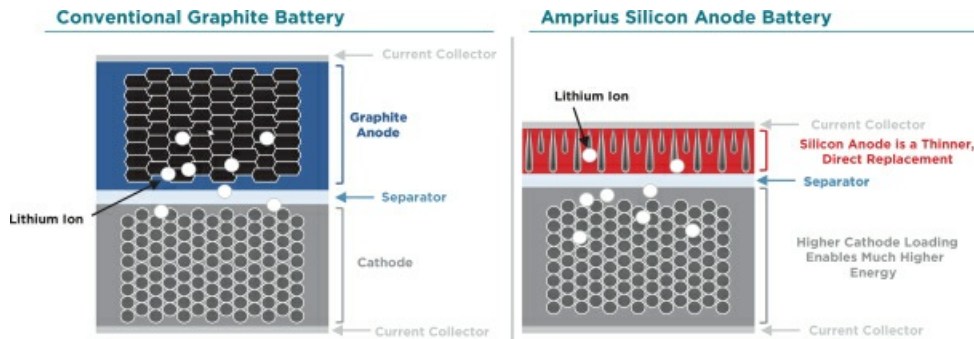 Conventional Graphite Battery
Current Collector
Graphite
Anode
Lithium Ion
Separator
Cathode
Current Collector
Amprius Silicon Anode Battery
Lithium Ion
Current Collector
Silicon Anode is a Thinner,
Direct Replacement
Separator
Higher Cathode Loading
Enables Much Higher
Energy
Current Collector